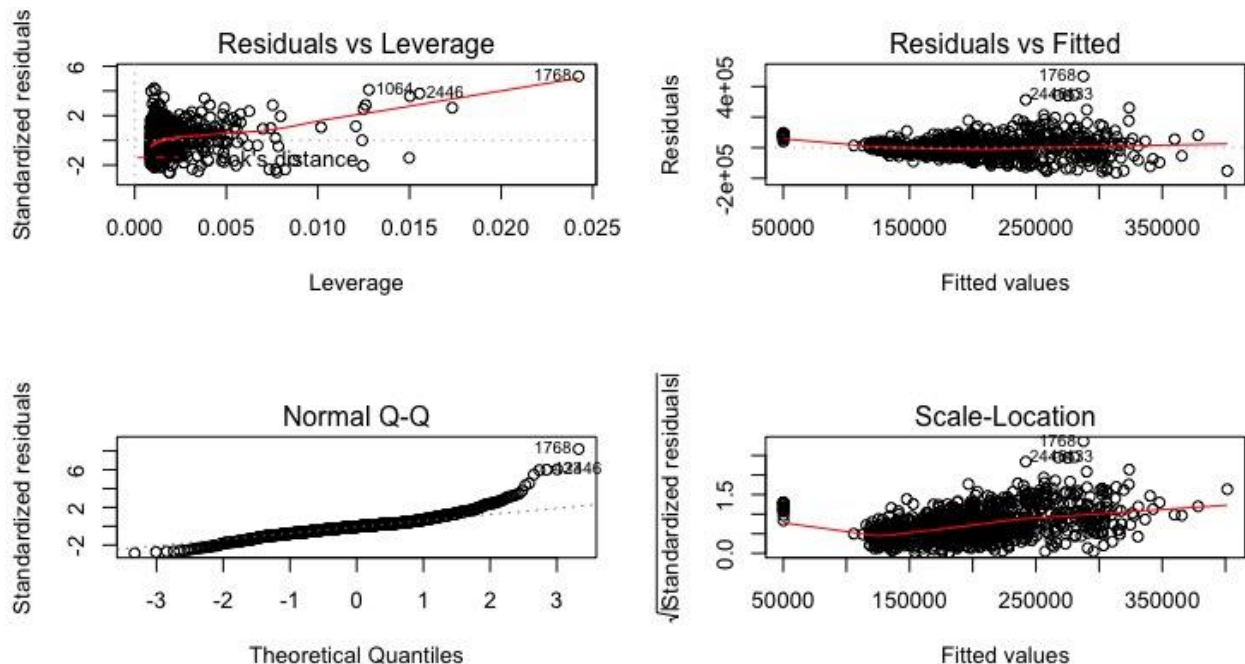 Residuals vs Leverage
Standardized residuals
6
2
-2
1768
1064
2446
Cook's distance
0.000 0.005 0.010 0.015 0.020 0.025
Leverage
Residuals vs Fitted
Residuals
4e+05
-2e+05
1768
50000 150000 250000 350000
Fitted values
Normal Q-Q
Standardized residuals
6
2
-2
1768
-3 -2 -1 0 1 2 3
Theoretical Quantiles
Scale-Location
√|Standardized residuals|
1.5
0.0
1768
50000 150000 250000 350000
Fitted values